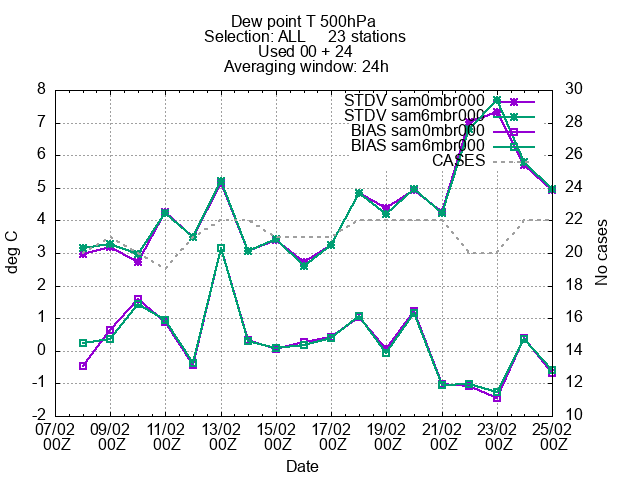 Dew point T 500hPa
Selection: ALL 23 stations
Used 00 + 24
Averaging window: 24h
STDV sam0mbr000
STDV sam6mbr000
BIAS sam0mbr000
BIAS sam6mbr000
CASES
8
7
6
5
4
3
2
1
0
-1
-2
deg C
30
28
26
24
22
20
18
16
14
12
10
No cases
07/02 09/02 11/02 13/02 15/02 17/02 19/02 21/02 23/02 25/02
00Z 00Z 00Z 00Z 00Z 00Z 00Z 00Z 00Z 00Z
Date